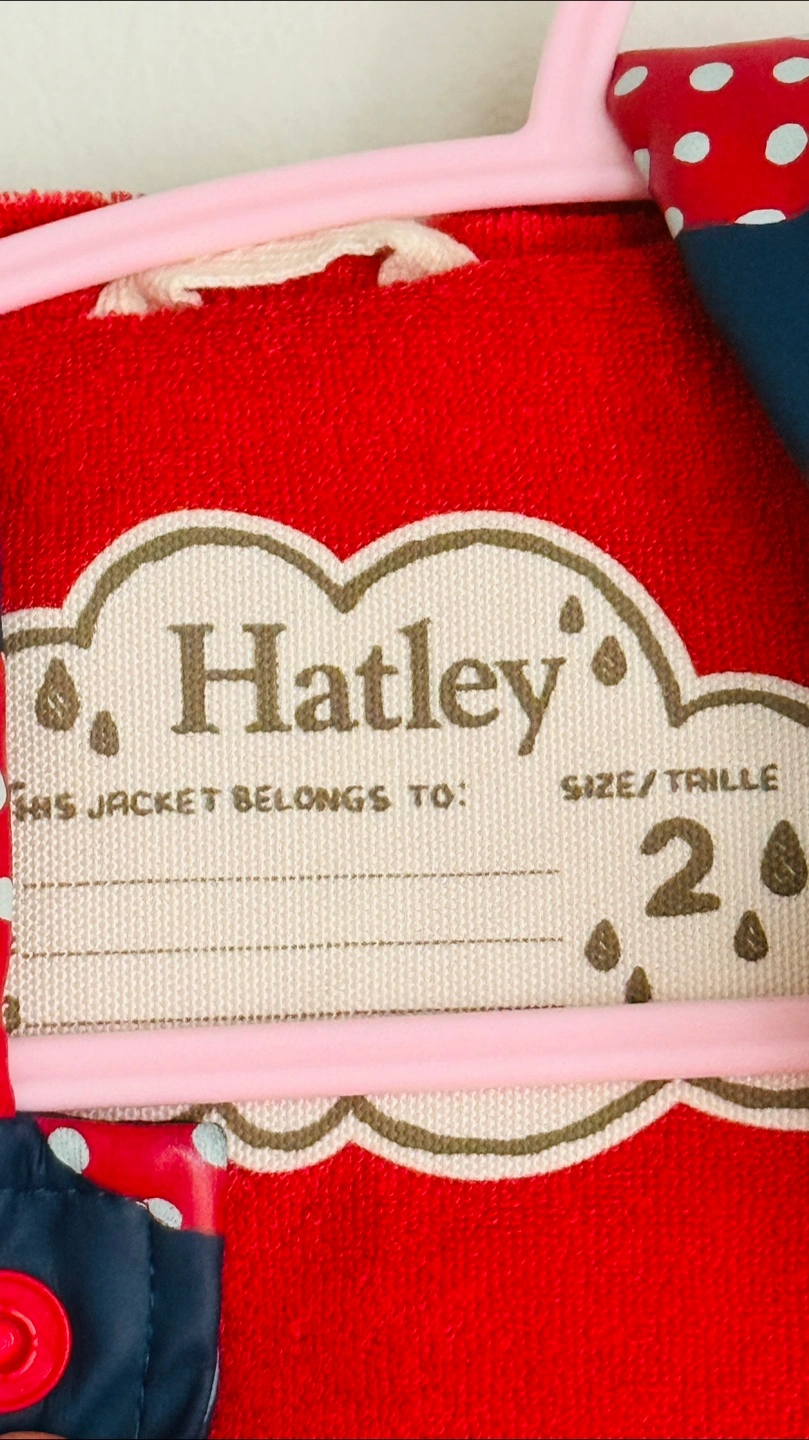 Hatley
THIS JACKET BELONGS TO:
SIZE/TAILLE
2